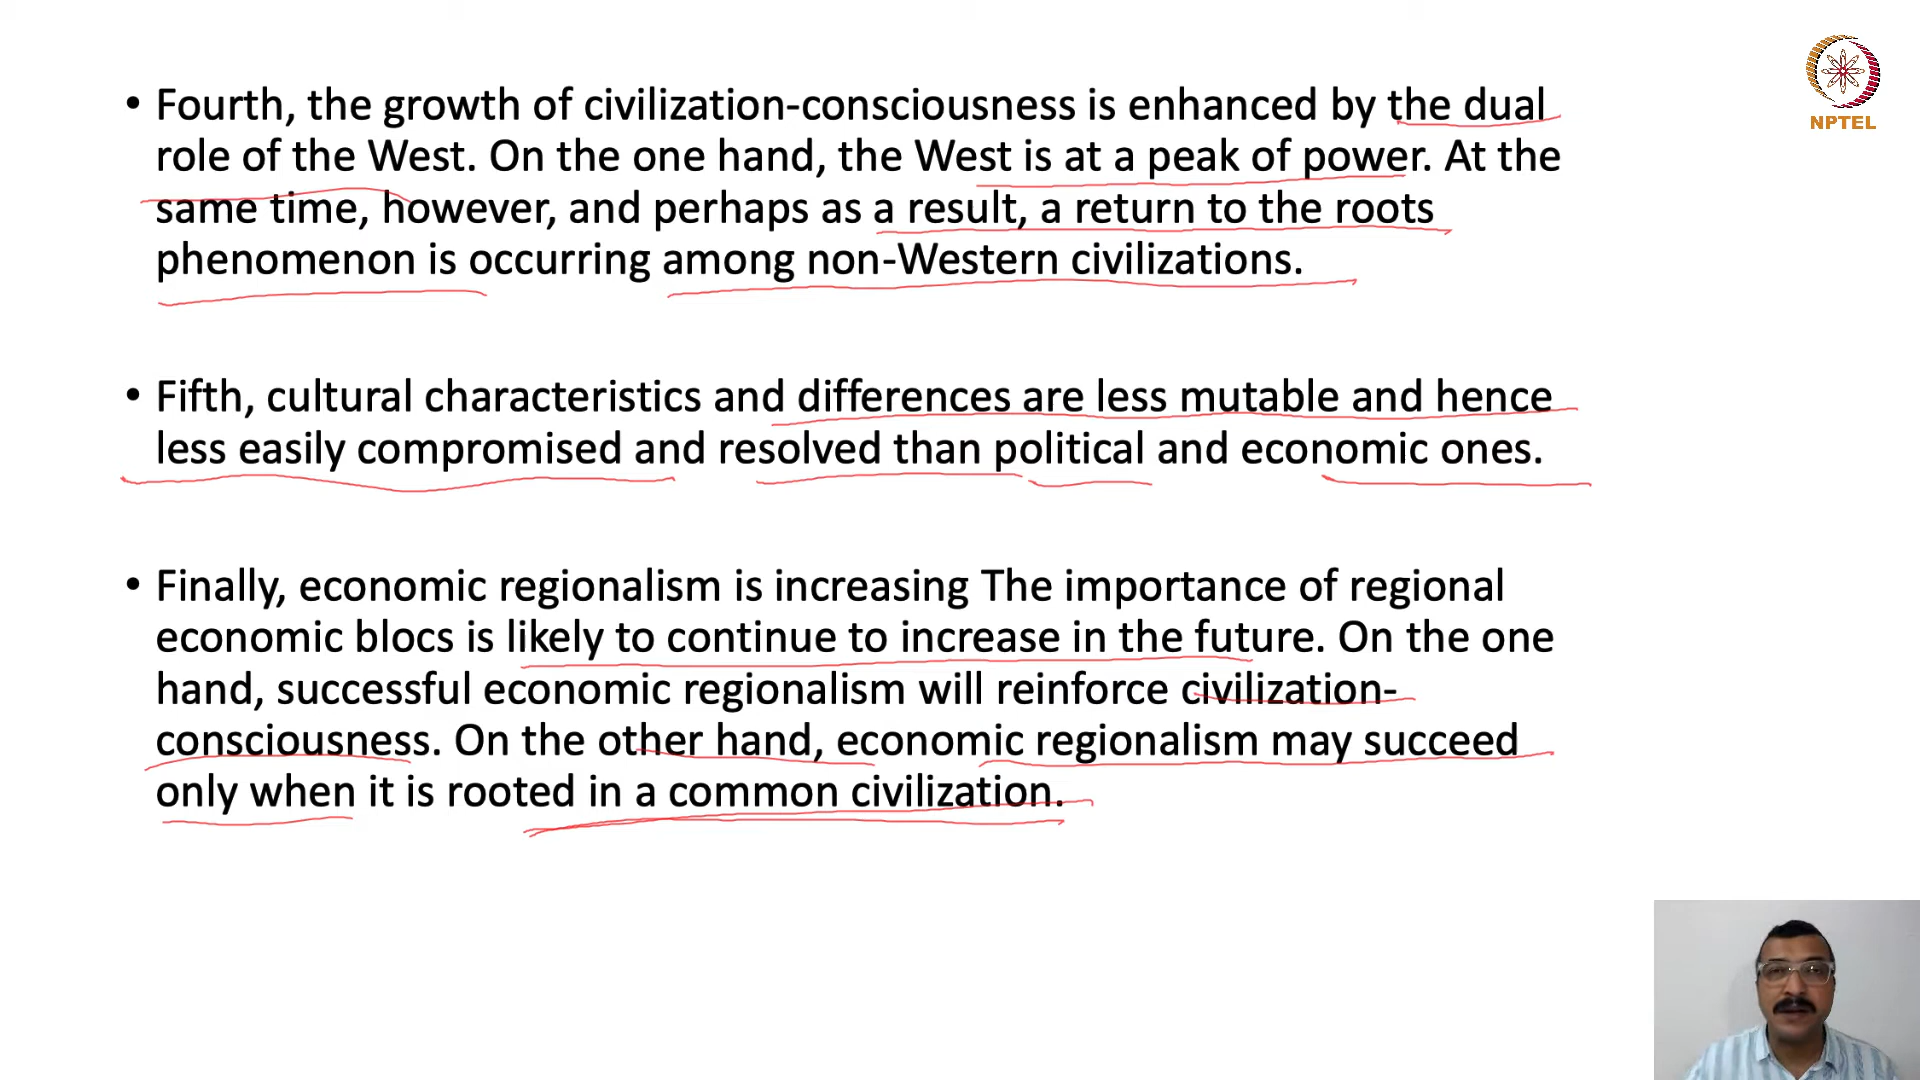 • Fourth, the growth of civilization-consciousness is enhanced by the dual
role of the West. On the one hand, the West is at a peak of power. At the
same time, however, and perhaps as a result, a return to the roots
phenomenon is occurring among non-Western civilizations.
• Fifth, cultural characteristics and differences are less mutable and hence
less easily compromised and resolved than political and economic ones.
• Finally, economic regionalism is increasing The importance of regional
economic blocs is likely to continue to increase in the future. On the one
hand, successful economic regionalism will reinforce civilization-
consciousness. On the other hand, economic regionalism may succeed
only when it is rooted in a common civilization.
NPTEL